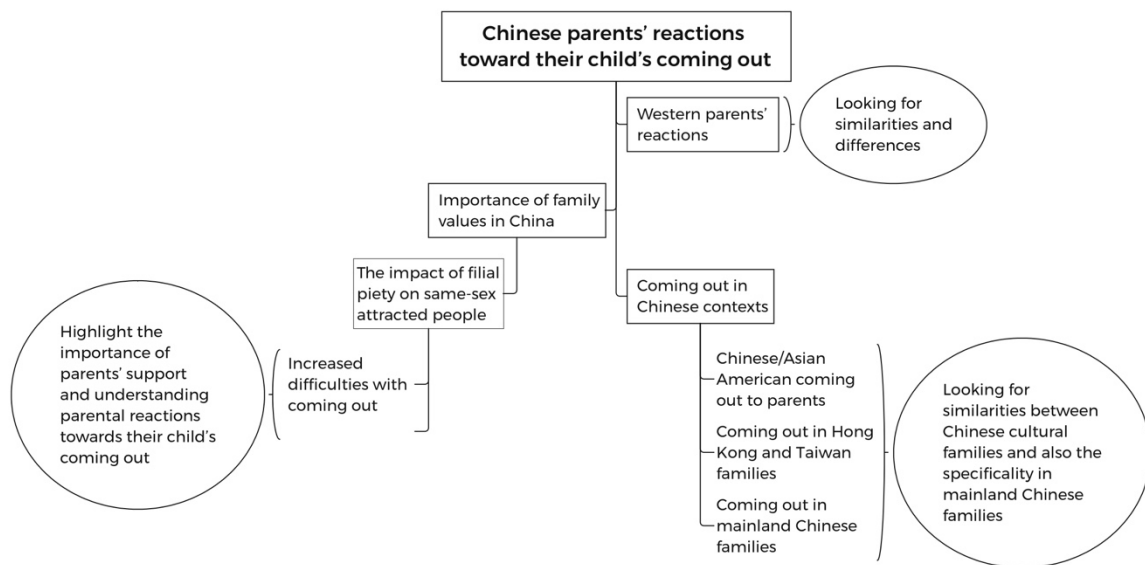 Chinese parents’ reactions
toward their child’s coming out
Western parents’
reactions
Looking for
similarities and
differences
Importance of family
values in China
The impact of filial
piety on same-sex
attracted people
Increased
difficulties with
coming out
Highlight the
importance of
parents’ support
and understanding
parental reactions
towards their child’s
coming out
Coming out in
Chinese contexts
Chinese/Asian
American coming
out to parents
Coming out in Hong
Kong and Taiwan
families
Coming out in
mainland Chinese
families
Looking for
similarities between
Chinese cultural
families and also the
specificality in
mainland Chinese
families